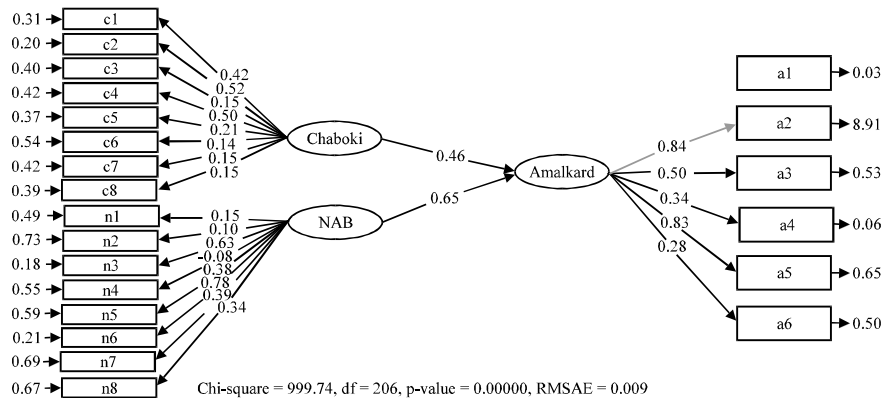 0.31 c1
0.20 c2
0.40 c3
0.42 c4
0.37 c5
0.54 c6
0.42 c7
0.39 c8
0.49 n1
0.73 n2
0.18 n3
0.55 n4
0.59 n5
0.21 n6
0.69 n7
0.67 n8
0.42
0.52
0.15
0.50
0.21
0.14
0.15
0.15
0.15
0.10
0.63
-0.08
0.38
0.78
0.39
0.34
Chaboki
NAB
0.46
0.65
Amalkard
0.84
0.50
0.34
0.83
0.28
a1 0.03
a2 8.91
a3 0.53
a4 0.06
a5 0.65
a6 0.50
Chi-square = 999.74, df = 206, p-value = 0.00000, RMSAE = 0.009